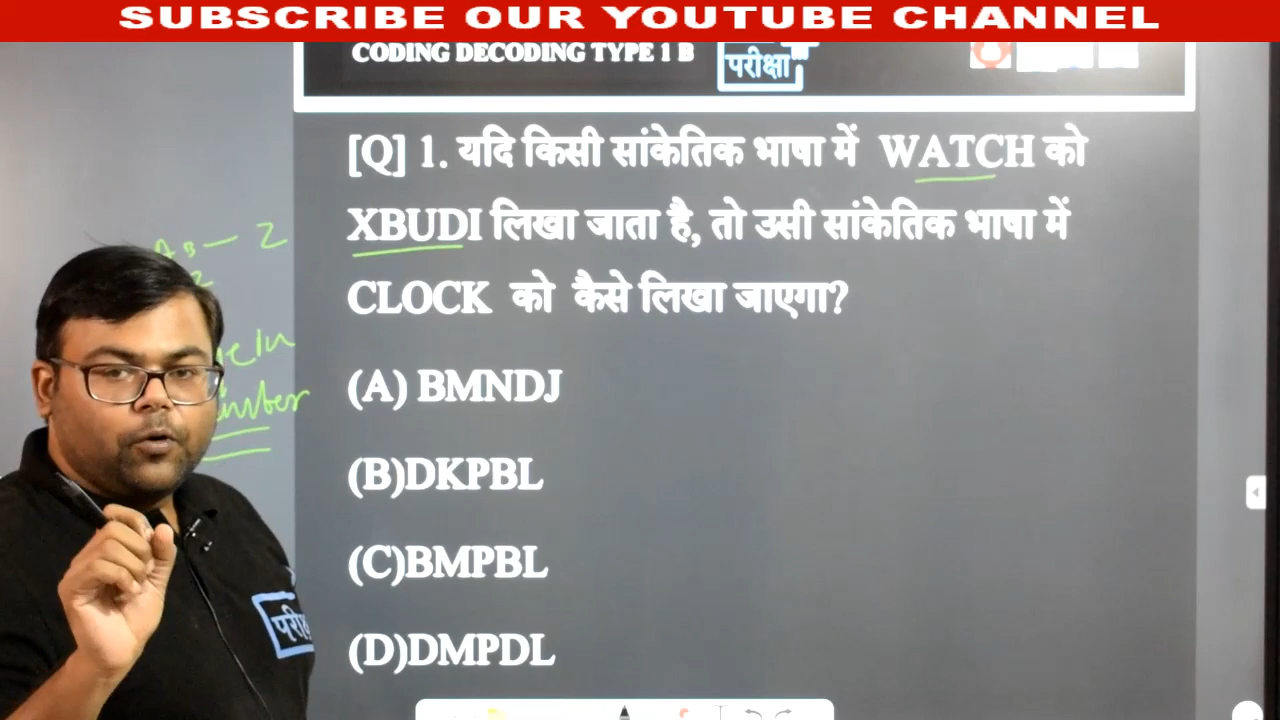 SUBSCRIBE OUR YOUTUBE CHANNEL
CODING DECODING TYPE 1 B
परीक्षा
[Q] 1. यदि किसी सांकेतिक भाषा में WATCH को
XBUDI लिखा जाता है, तो उसी सांकेतिक भाषा में
CLOCK को कैसे लिखा जाएगा?
(A) BMNDJ
(B)DKPBL
(C)BMPBL
(D)DMPDL